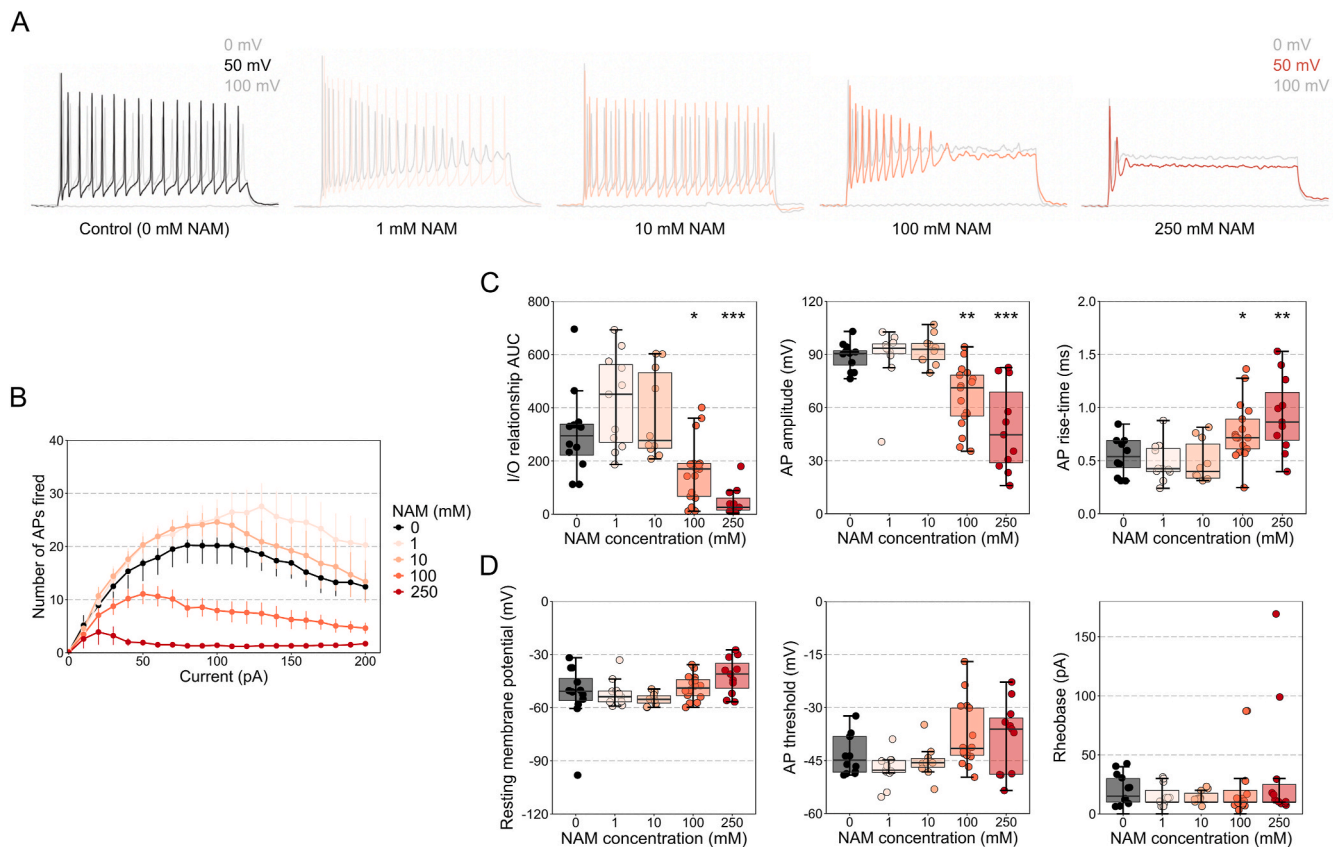 A
0 mV
50 mV
100 mV
0 mV
50 mV
100 mV
Control (0 mM NAM)
1 mM NAM
10 mM NAM
100 mM NAM
250 mM NAM
B
Number of APs fired
40
30
20
10
0
0
50
100
150
200
Current (pA)
NAM (mM)
0
1
10
100
250
C
I/O relationship AUC
800
600
400
200
0
* ***
0 1 10 100 250
NAM concentration (mM)
AP amplitude (mV)
120
90
60
30
0
** ***
0 1 10 100 250
NAM concentration (mM)
AP rise-time (ms)
2.0
1.5
1.0
0.5
0.0
* **
0 1 10 100 250
NAM concentration (mM)
D
Resting membrane potential (mV)
0
-30
-60
-90
-120
0 1 10 100 250
NAM concentration (mM)
AP threshold (mV)
0
-15
-30
-45
-60
0 1 10 100 250
NAM concentration (mM)
Rheobase (pA)
150
100
50
0
0 1 10 100 250
NAM concentration (mM)